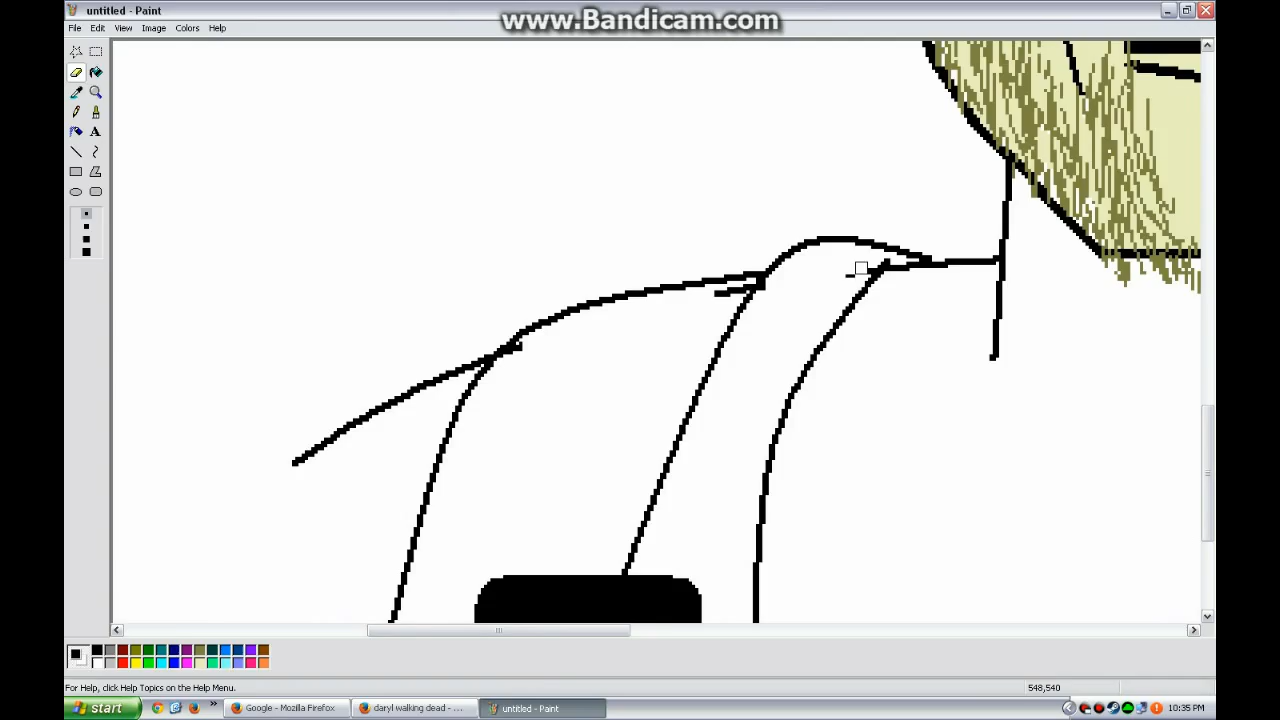 untitled - Paint
www.Bandicam.com
File Edit View Image Colors Help
For Help, click Help Topics on the Help Menu.
548,540
start
Google - Mozilla Firefox
daryl walking dead - ...
untitled - Paint
10:35 PM